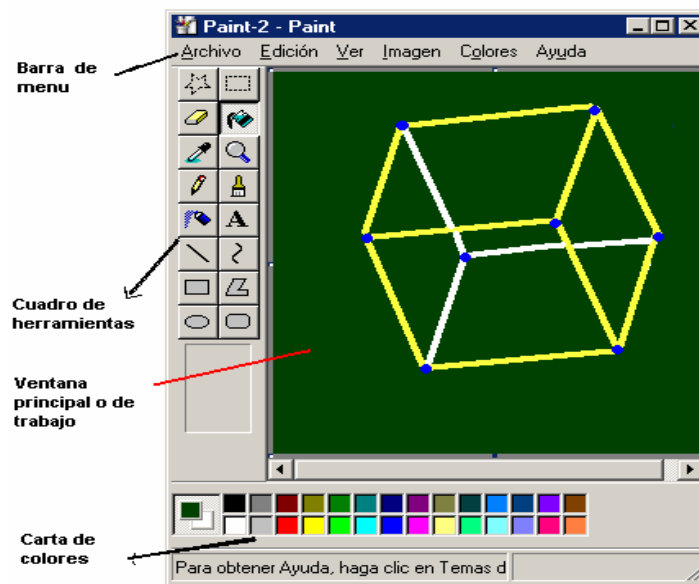 Paint-2 - Paint
Archivo Edición Ver Imagen Colores Ayuda
Barra de
menu
A
Cuadro de
herramientas
Ventana
principal o de
trabajo
Carta de
colores
Para obtener Ayuda, haga clic en Temas d